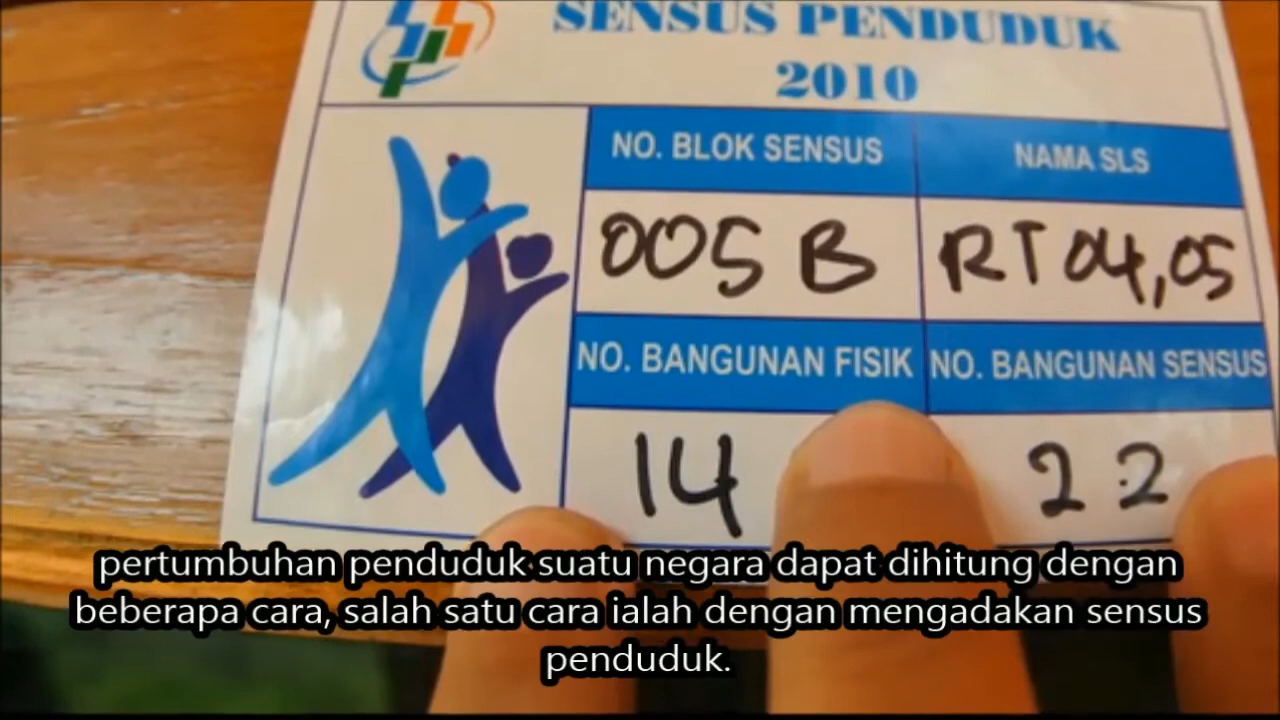 SENSUS PENDUDUK
2010
NO. BLOK SENSUS
NAMA SLS
005 B
RT 04,05
NO. BANGUNAN FISIK
NO. BANGUNAN SENSUS
14
22
pertumbuhan penduduk suatu negara dapat dihitung dengan
beberapa cara, salah satu cara ialah dengan mengadakan sensus
penduduk.